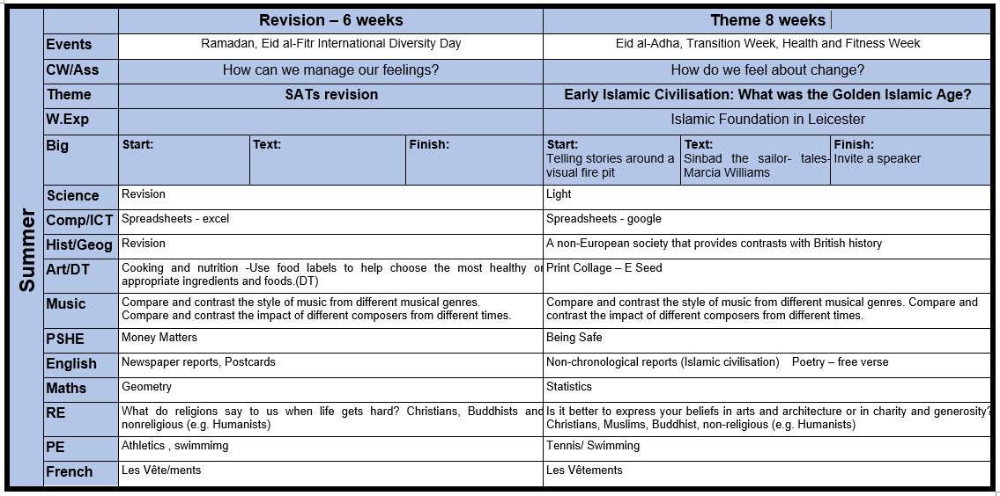 Summer
Revision – 6 weeks Theme 8 weeks
Events Ramadan, Eid al-Fitr International Diversity Day Eid al-Adha, Transition Week, Health and Fitness Week
CW/Ass How can we manage our feelings? How do we feel about change?
Theme SATs revision Early Islamic Civilisation: What was the Golden Islamic Age?
W.Exp Islamic Foundation in Leicester
Big Start: Text: Finish: Start: Text: Finish:
Telling stories around a Sinbad the sailor- tales- Invite a speaker
visual fire pit Marcia Williams
Science Revision Light
Comp/ICT Spreadsheets - excel Spreadsheets - google
Hist/Geog Revision A non-European society that provides contrasts with British history
Art/DT Cooking and nutrition -Use food labels to help choose the most healthy or Print Collage – E Seed
appropriate ingredients and foods.(DT)
Music Compare and contrast the style of music from different musical genres. Compare and contrast the style of music from different musical genres. Compare and
Compare and contrast the impact of different composers from different times. contrast the impact of different composers from different times.
PSHE Money Matters Being Safe
English Newspaper reports, Postcards Non-chronological reports (Islamic civilisation) Poetry – free verse
Maths Geometry Statistics
RE What do religions say to us when life gets hard? Christians, Buddhists and Is it better to express your beliefs in arts and architecture or in charity and generosity?
nonreligious (e.g. Humanists) Christians, Muslims, Buddhist, non-religious (e.g. Humanists)
PE Athletics , swimmimg Tennis/ Swimming
French Les Vête/ments Les Vêtements